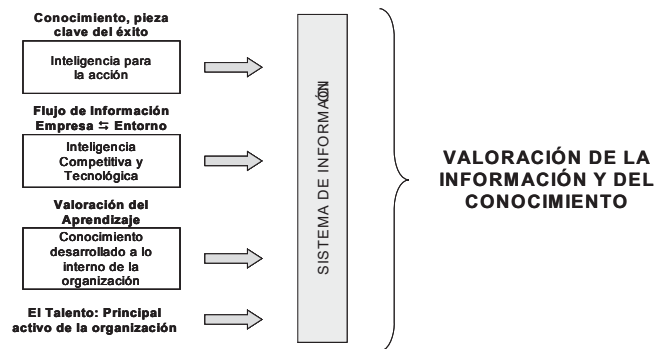 Conocimiento, pieza
clave del éxito
Inteligencia para
la acción
Flujo de Información
Empresa ⇆ Entorno
Inteligencia
Competitiva y
Tecnológica
Valoración del
Aprendizaje
Conocimiento
desarrollado a lo
interno de la
organización
El Talento: Principal
activo de la organización
SISTEMA DE INFORMACIÓN
VALORACIÓN DE LA
INFORMACIÓN Y DEL
CONOCIMIENTO